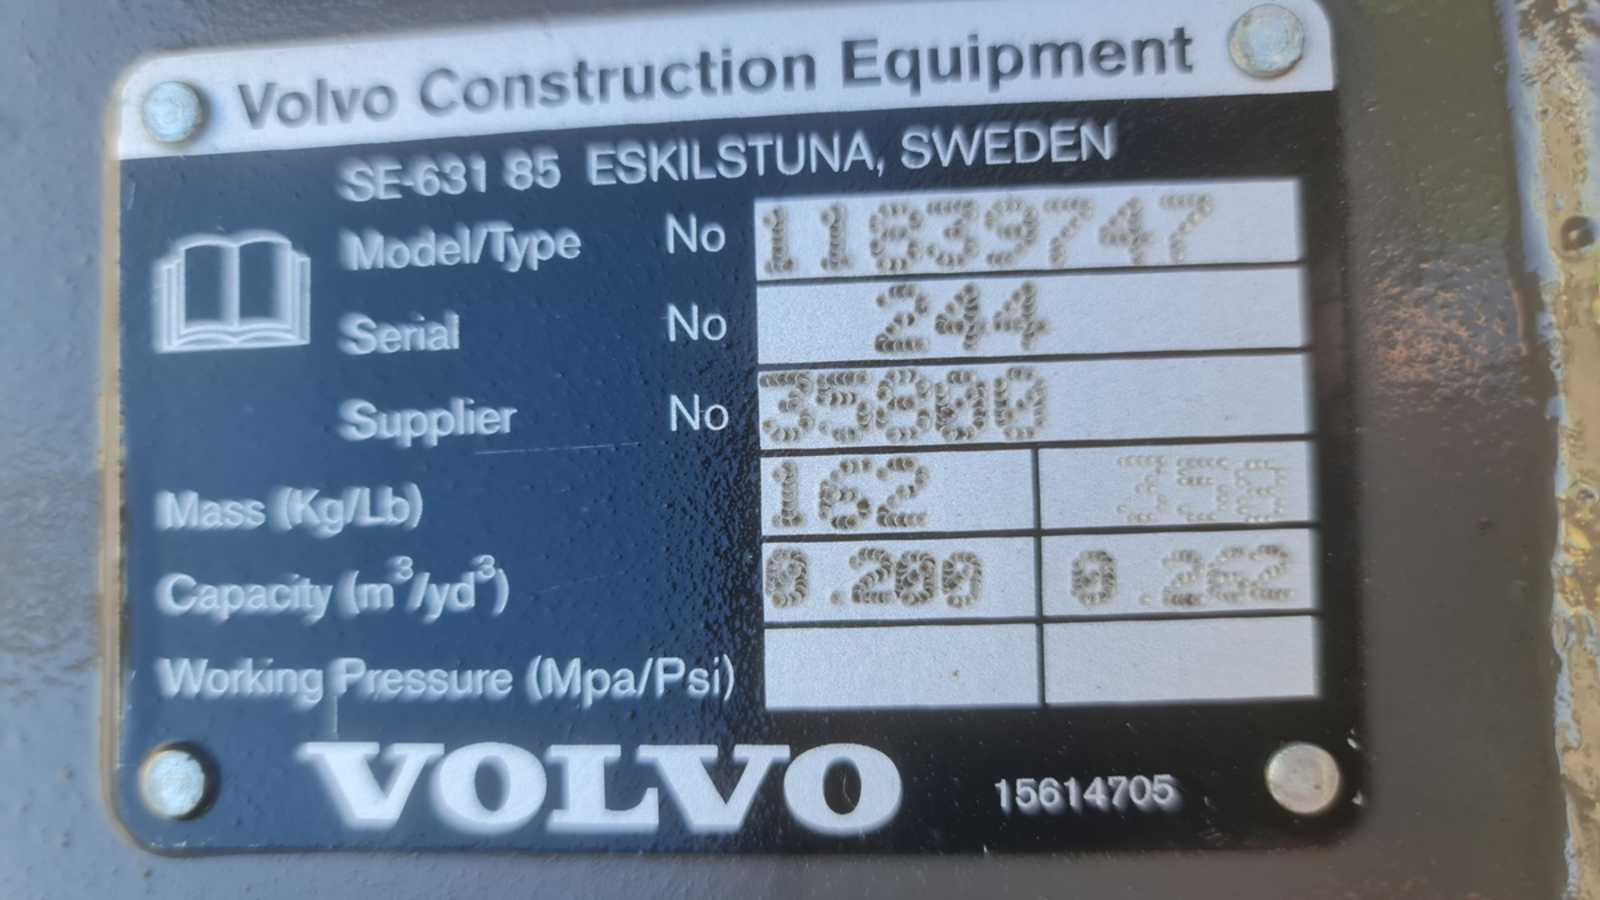 Volvo Construction Equipment
SE-631 85 ESKILSTUNA, SWEDEN
Model/Type No 11839747
Serial No 244
Supplier No 35800
Mass (Kg/Lb) 162 358
Capacity (m³/yd³) 0.200 0.262
Working Pressure (Mpa/Psi)
VOLVO 15614705